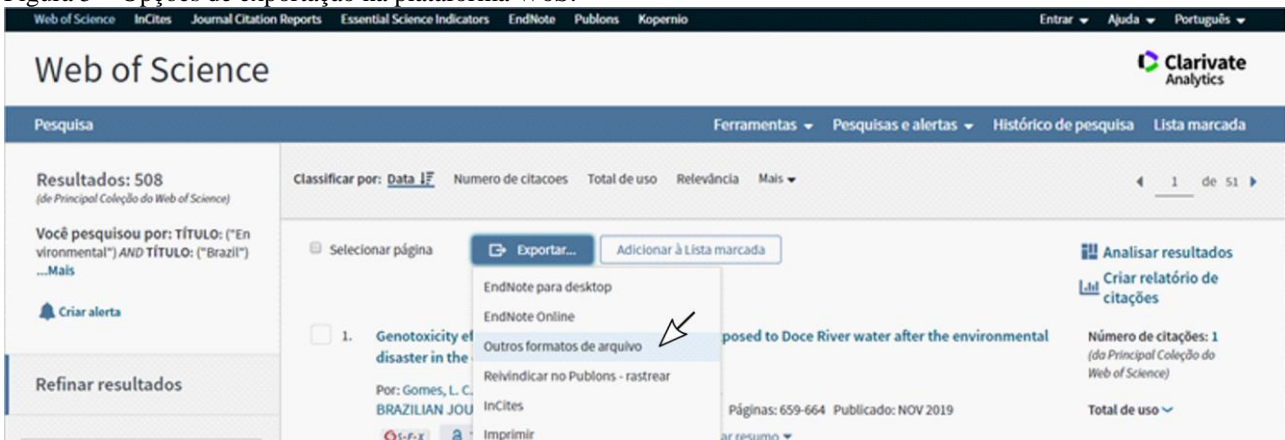 Web of Science InCites Journal Citation Reports Essential Science Indicators EndNote Publons Kopernio Entrar Ajuda Português
Web of Science
Clarivate
Analytics
Pesquisa Ferramentas Pesquisas e alertas Histórico de pesquisa Lista marcada
Resultados: 508
(de Principal Coleção do Web of Science)
Você pesquisou por: TÍTULO: ("En
vironmental") AND TÍTULO: ("Brazil")
...Mais
Criar alerta
Refinar resultados
Classificar por: Data Numero de citacoes Total de uso Relevância Mais
1 de 51
Selecionar página Exportar... Adicionar à Lista marcada
EndNote para desktop
EndNote Online
Outros formatos de arquivo
Reivindicar no Publons - rastrear
InCites
Imprimir
1. Genotoxicity posed to Doce River water after the environmental
disaster in the
Por: Gomes, L. C.
BRAZILIAN JOU Páginas: 659-664 Publicado: NOV 2019
S-F-X resumo
Analisar resultados
Criar relatório de
citações
Número de citações: 1
(da Principal Coleção do
Web of Science)
Total de uso